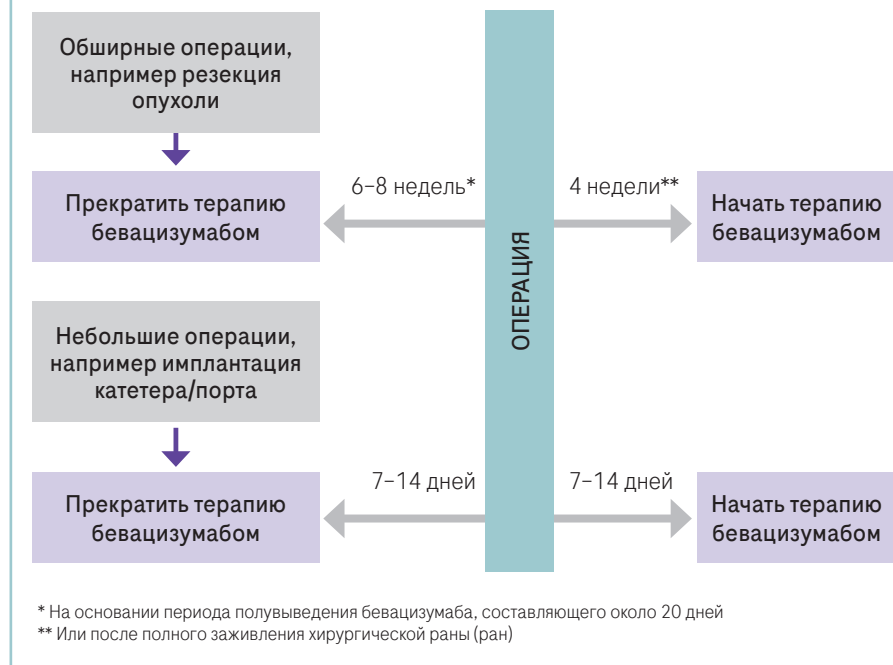 Обширные операции,
например резекция
опухоли
Прекратить терапию
бевацизумабом
6–8 недель*
4 недели**
Начать терапию
бевацизумабом
ОПЕРАЦИЯ
Небольшие операции,
например имплантация
катетера/порта
Прекратить терапию
бевацизумабом
7–14 дней
7–14 дней
Начать терапию
бевацизумабом
* На основании периода полувыведения бевацизумаба, составляющего около 20 дней
** Или после полного заживления хирургической раны (ран)